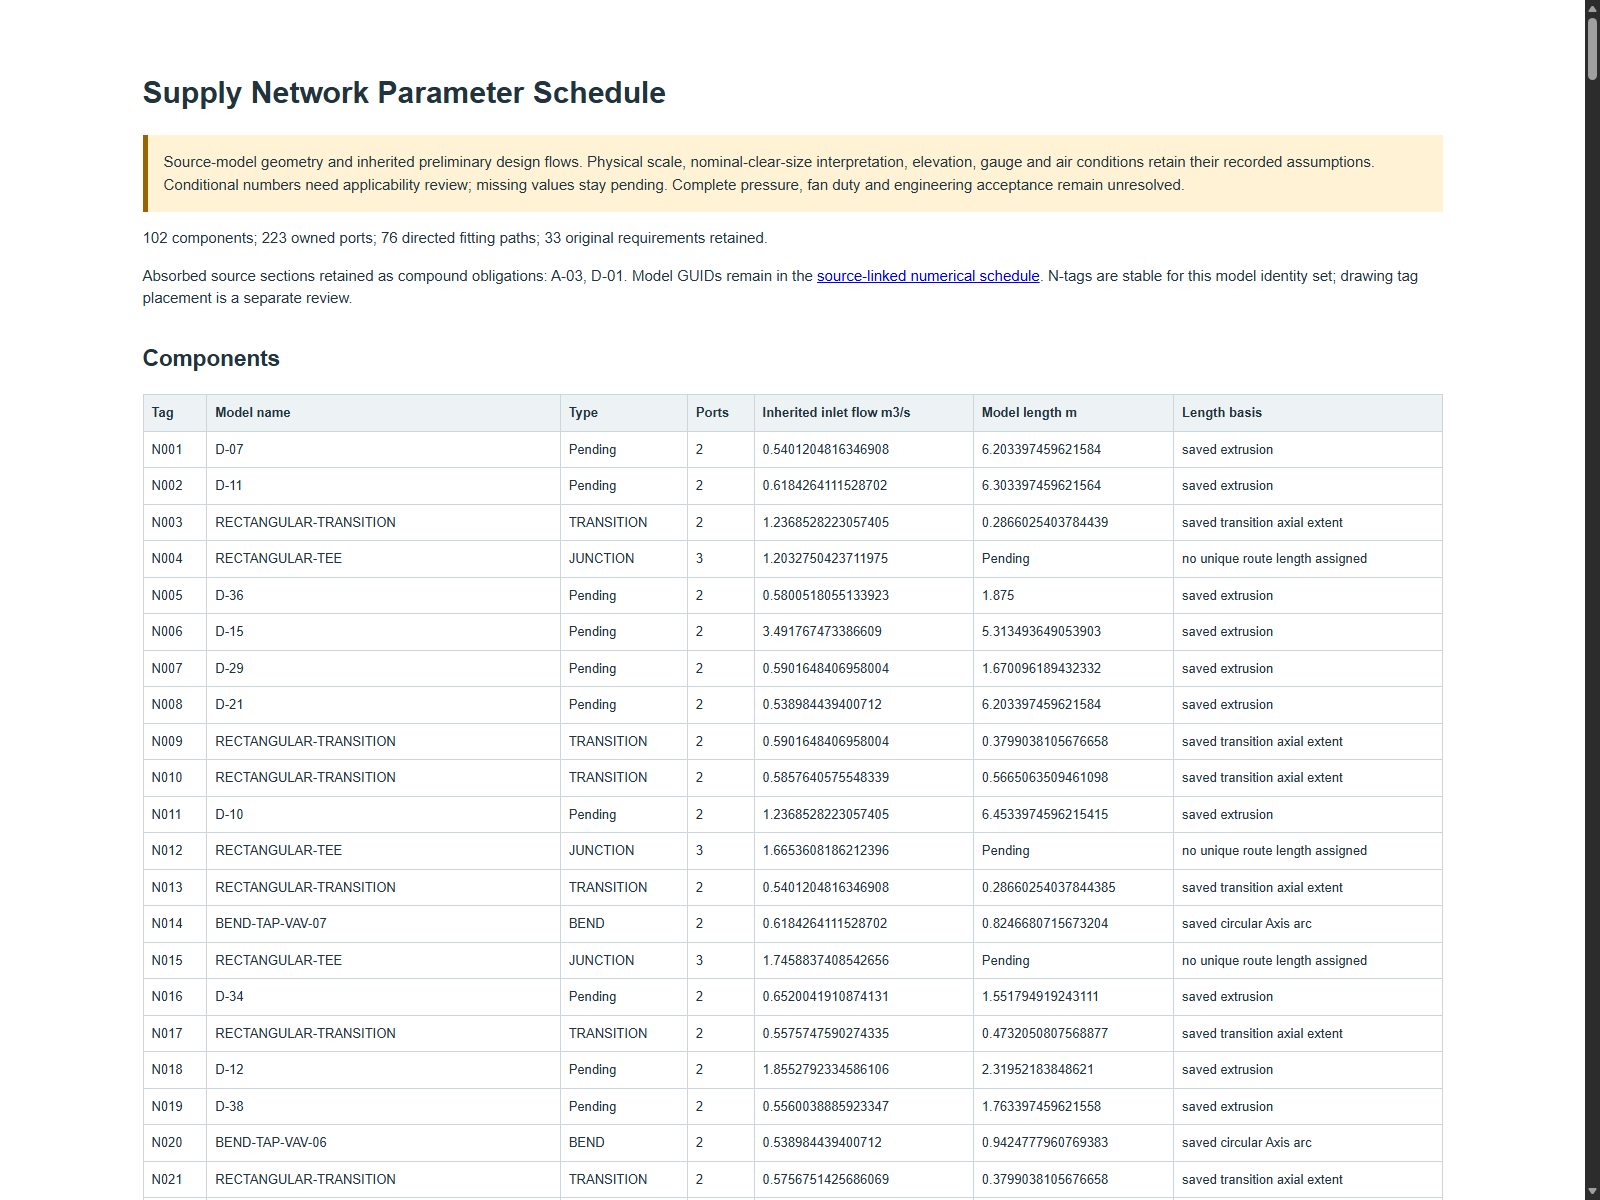 Supply Network Parameter Schedule
Source-model geometry and inherited preliminary design flows. Physical scale, nominal-clear-size interpretation, elevation, gauge and air conditions retain their recorded assumptions.
Conditional numbers need applicability review; missing values stay pending. Complete pressure, fan duty and engineering acceptance remain unresolved.
102 components; 223 owned ports; 76 directed fitting paths; 33 original requirements retained.
Absorbed source sections retained as compound obligations: A-03, D-01. Model GUIDs remain in the source-linked numerical schedule. N-tags are stable for this model identity set; drawing tag
placement is a separate review.
Components
Tag Model name Type Ports Inherited inlet flow m3/s Model length m Length basis
N001 D-07 Pending 2 0.5401204816346908 6.203397459621584 saved extrusion
N002 D-11 Pending 2 0.6184264111528702 6.303397459621564 saved extrusion
N003 RECTANGULAR-TRANSITION TRANSITION 2 1.2368528223057405 0.2866025403784439 saved transition axial extent
N004 RECTANGULAR-TEE JUNCTION 3 1.2032750423711975 Pending no unique route length assigned
N005 D-36 Pending 2 0.5800518055133923 1.875 saved extrusion
N006 D-15 Pending 2 3.491767473386609 5.313493649053903 saved extrusion
N007 D-29 Pending 2 0.5901648406958004 1.670096189432332 saved extrusion
N008 D-21 Pending 2 0.538984439400712 6.203397459621584 saved extrusion
N009 RECTANGULAR-TRANSITION TRANSITION 2 0.5901648406958004 0.3799038105676658 saved transition axial extent
N010 RECTANGULAR-TRANSITION TRANSITION 2 0.5857640575548339 0.5665063509461098 saved transition axial extent
N011 D-10 Pending 2 1.2368528223057405 6.4533974596215415 saved extrusion
N012 RECTANGULAR-TEE JUNCTION 3 1.6653608186212396 Pending no unique route length assigned
N013 RECTANGULAR-TRANSITION TRANSITION 2 0.5401204816346908 0.28660254037844385 saved transition axial extent
N014 BEND-TAP-VAV-07 BEND 2 0.6184264111528702 0.8246680715673204 saved circular Axis arc
N015 RECTANGULAR-TEE JUNCTION 3 1.7458837408542656 Pending no unique route length assigned
N016 D-34 Pending 2 0.6520041910874131 1.551794919243111 saved extrusion
N017 RECTANGULAR-TRANSITION TRANSITION 2 0.5575747590274335 0.4732050807568877 saved transition axial extent
N018 D-12 Pending 2 1.8552792334586106 2.31952183848621 saved extrusion
N019 D-38 Pending 2 0.5560038885923347 1.763397459621558 saved extrusion
N020 BEND-TAP-VAV-06 BEND 2 0.538984439400712 0.9424777960769383 saved circular Axis arc
N021 RECTANGULAR-TRANSITION TRANSITION 2 0.5756751425686069 0.3799038105676658 saved transition axial extent